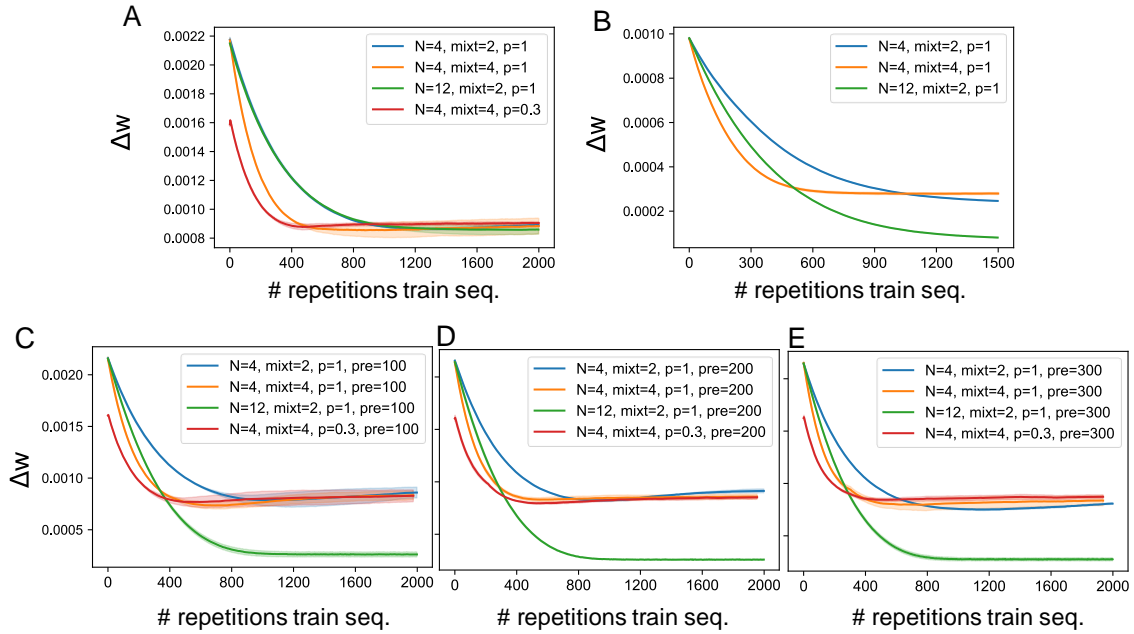 A
N=4, mixt=2, p=1
N=4, mixt=4, p=1
N=12, mixt=2, p=1
N=4, mixt=4, p=0.3
0.0022
0.0020
0.0018
0.0016
0.0014
0.0012
0.0010
0.0008
Δw
0 400 800 1200 1600 2000
# repetitions train seq.
B
N=4, mixt=2, p=1
N=4, mixt=4, p=1
N=12, mixt=2, p=1
0.0010
0.0008
0.0006
0.0004
0.0002
Δw
0 300 600 900 1200 1500
# repetitions train seq.
C
N=4, mixt=2, p=1, pre=100
N=4, mixt=4, p=1, pre=100
N=12, mixt=2, p=1, pre=100
N=4, mixt=4, p=0.3, pre=100
0.0020
0.0015
0.0010
0.0005
Δw
0 400 800 1200 1600 2000
# repetitions train seq.
D
N=4, mixt=2, p=1, pre=200
N=4, mixt=4, p=1, pre=200
N=12, mixt=2, p=1, pre=200
N=4, mixt=4, p=0.3, pre=200
0 400 800 1200 1600 2000
# repetitions train seq.
E
N=4, mixt=2, p=1, pre=300
N=4, mixt=4, p=1, pre=300
N=12, mixt=2, p=1, pre=300
N=4, mixt=4, p=0.3, pre=300
0 400 800 1200 1600 2000
# repetitions train seq.